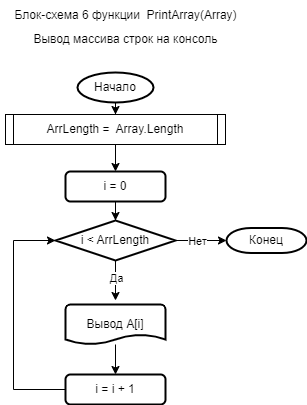 Блок-схема 6 функции PrintArray(Array)
Вывод массива строк на консоль
Начало
ArrLength = Array.Length
i = 0
i < ArrLength
Нет
Конец
Да
Вывод A[i]
i = i + 1